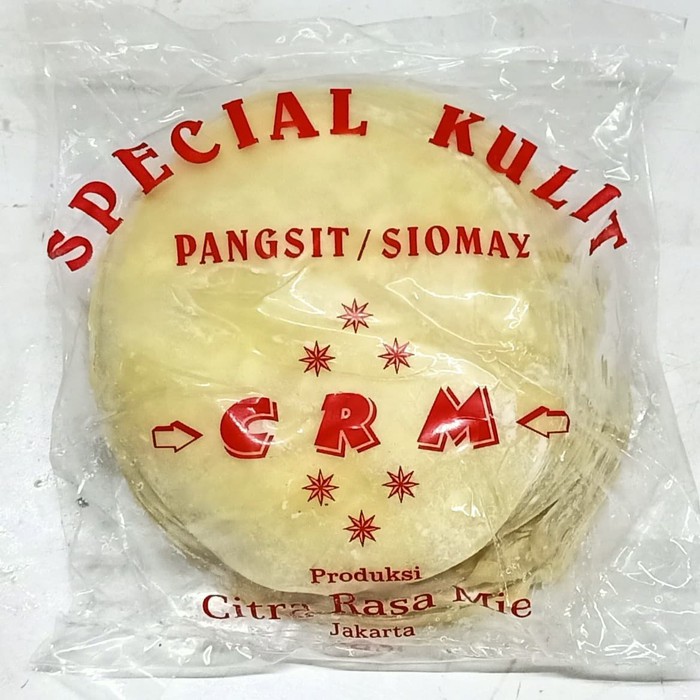 SPECIAL KULIT
PANGSIT / SIOMAY
CRM
Produksi
Citra Rasa Mie
Jakarta